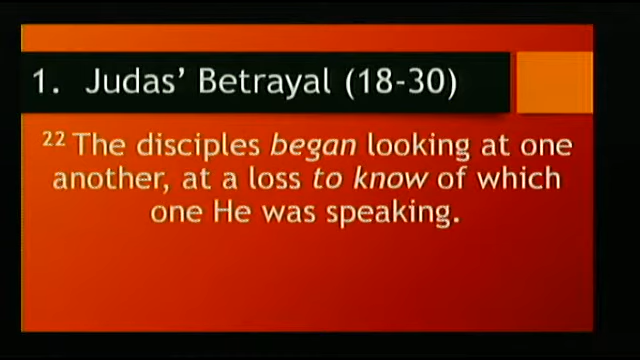 1. Judas’ Betrayal (18-30)
22 The disciples began looking at one
another, at a loss to know of which
one He was speaking.